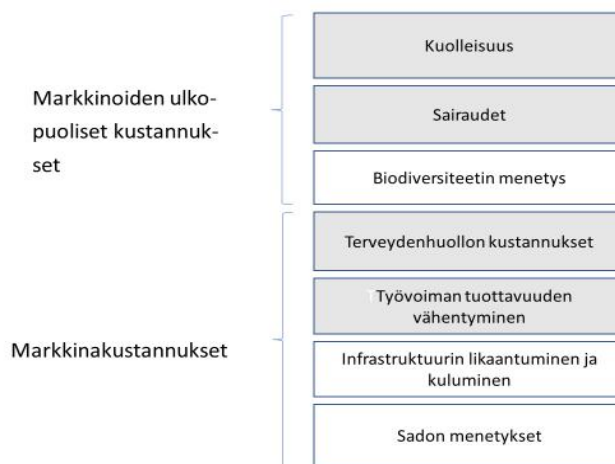 Markkinoiden ulko-
puoliset kustannuk-
set
Kuolleisuus
Sairaudet
Biodiversiteetin menetys
Markkinakustannukset
Terveydenhuollon kustannukset
Työvoiman tuottavuuden
vähentyminen
Infrastruktuurin likaantuminen ja
kuluminen
Sadon menetykset